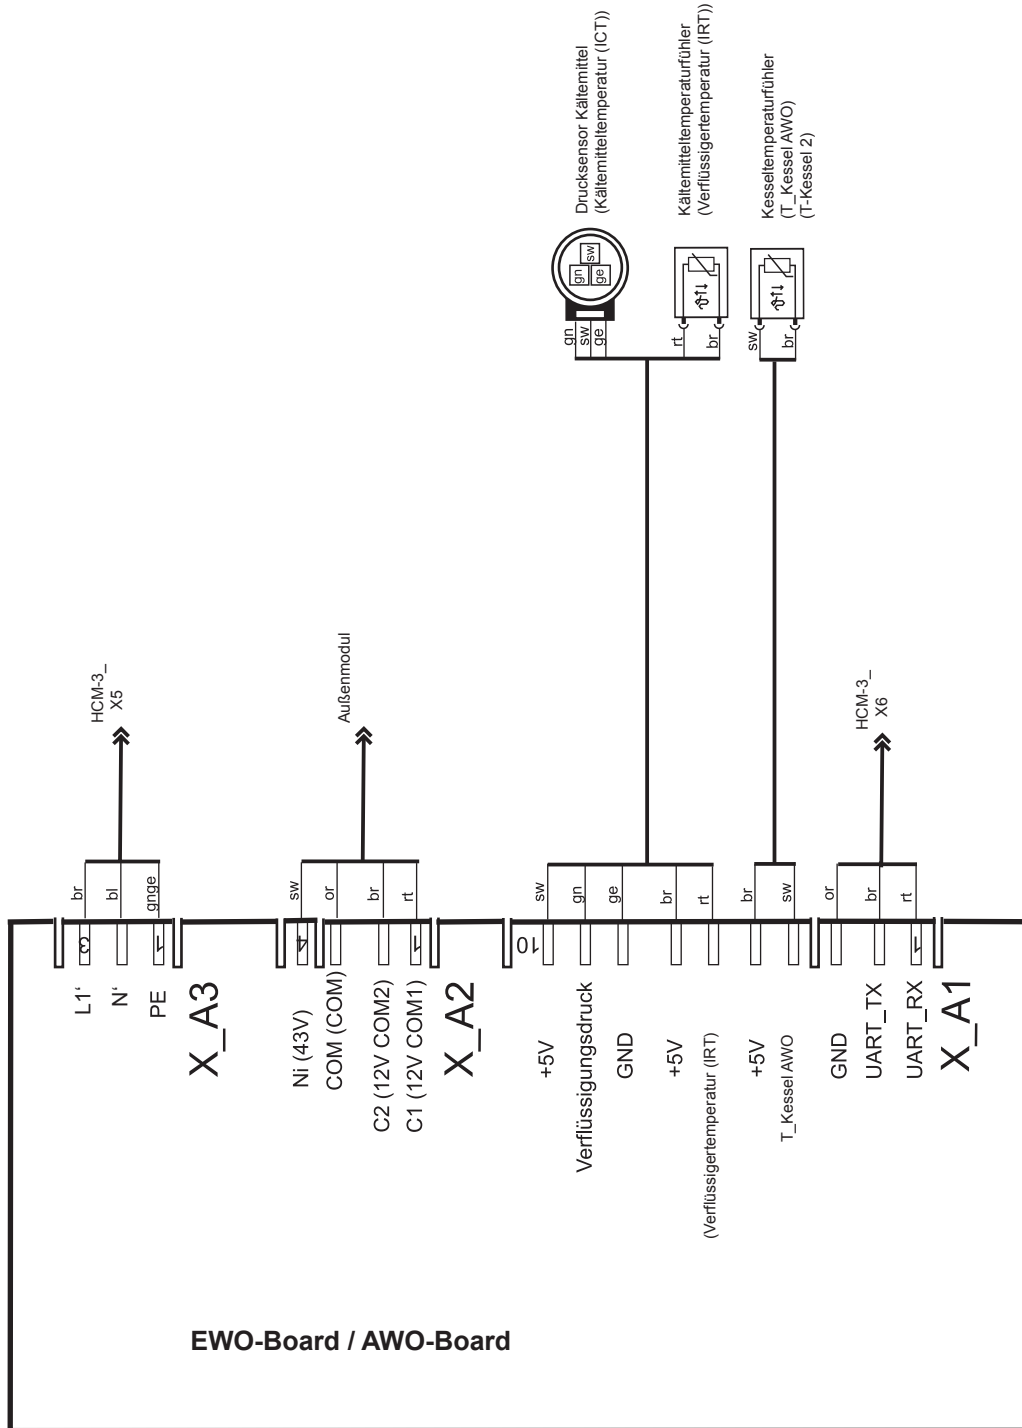 Drucksensor Kältemittel
(Kältemitteltemperatur (ICT))
Kältemitteltemperaturfühler
(Verflüssigertemperatur (IRT))
Kesseltemperaturfühler
(T_Kessel AWO)
(T-Kessel 2)
gn
sw
ge
gn
sw
ge
rt
br
sw
br
HCM-3_
X5
Außenmodul
HCM-3_
X6
br
bl
gnge
sw
or
br
rt
sw
gn
ge
br
rt
br
sw
or
br
rt
3
1
4
1
10
1
L1‘
N‘
PE
X_A3
Ni (43V)
COM (COM)
C2 (12V COM2)
C1 (12V COM1)
X_A2
+5V
Verflüssigungsdruck
GND
+5V
(Verflüssigertemperatur (IRT)
+5V
T_Kessel AWO
GND
UART_TX
UART_RX
X_A1
EWO-Board / AWO-Board